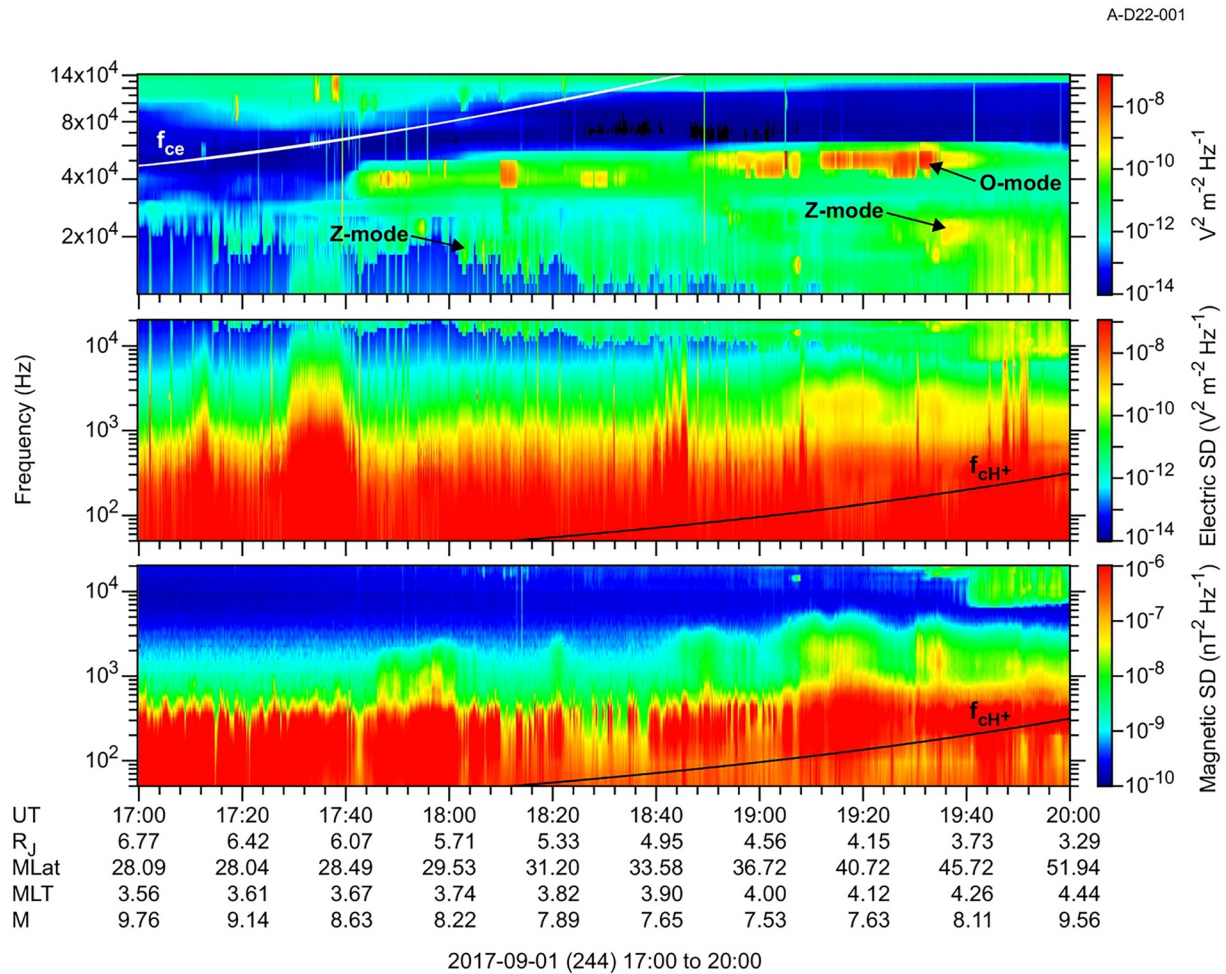 A-D22-001
14x10⁴
8x10⁴
4x10⁴
2x10⁴
f_ce
Z-mode
O-mode
Z-mode
10⁻⁸
10⁻¹⁰
10⁻¹²
10⁻¹⁴
V² m⁻² Hz⁻¹
Frequency (Hz)
10⁴
10³
10²
f_cH⁺
10⁻⁸
10⁻¹⁰
10⁻¹²
10⁻¹⁴
Electric SD (V² m⁻² Hz⁻¹)
10⁴
10³
10²
f_cH⁺
10⁻⁶
10⁻⁷
10⁻⁸
10⁻⁹
10⁻¹⁰
Magnetic SD (nT² Hz⁻¹)
UT 17:00 17:20 17:40 18:00 18:20 18:40 19:00 19:20 19:40 20:00
R_J 6.77 6.42 6.07 5.71 5.33 4.95 4.56 4.15 3.73 3.29
MLat 28.09 28.04 28.49 29.53 31.20 33.58 36.72 40.72 45.72 51.94
MLT 3.56 3.61 3.67 3.74 3.82 3.90 4.00 4.12 4.26 4.44
M 9.76 9.14 8.63 8.22 7.89 7.65 7.53 7.63 8.11 9.56
2017-09-01 (244) 17:00 to 20:00